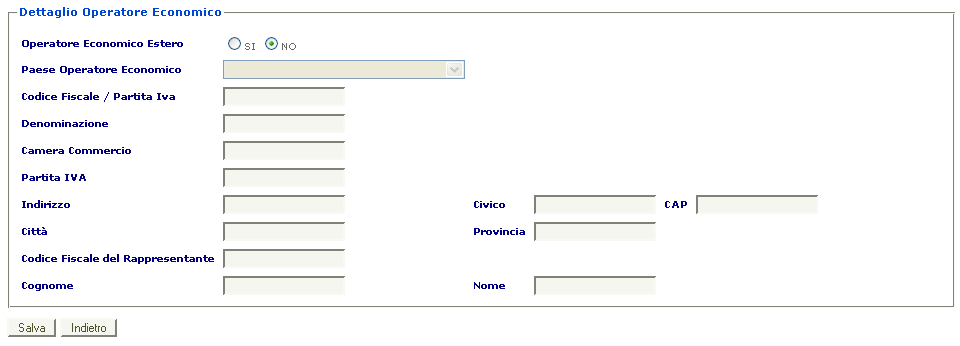 Dettaglio Operatore Economico
Operatore Economico Estero SI NO
Paese Operatore Economico
Codice Fiscale / Partita Iva
Denominazione
Camera Commercio
Partita IVA
Indirizzo Civico CAP
Città Provincia
Codice Fiscale del Rappresentante
Cognome Nome
Salva Indietro